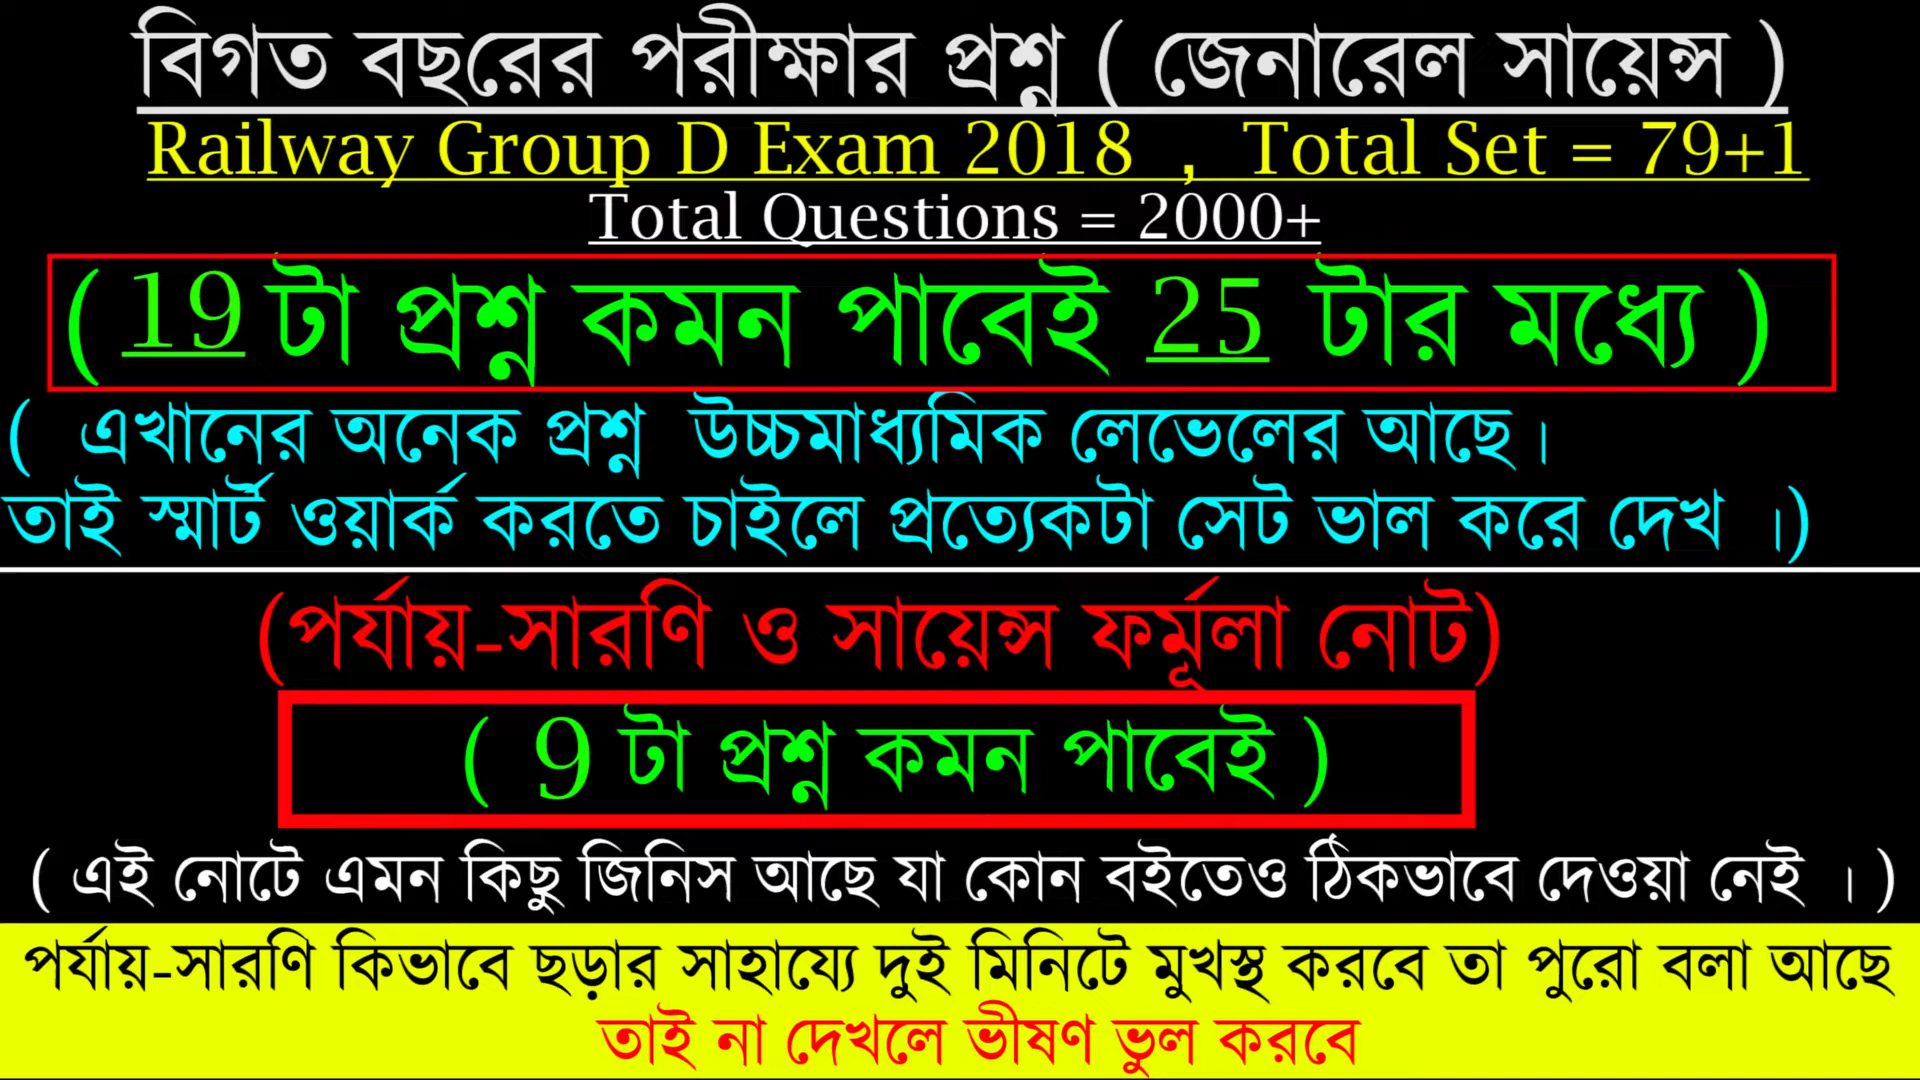 বিগত বছরের পরীক্ষার প্রশ্ন ( জেনারেল সায়েন্স )
Railway Group D Exam 2018 , Total Set = 79+1
Total Questions = 2000+
( 19 টা প্রশ্ন কমন পাবেই 25 টার মধ্যে )
( এখানের অনেক প্রশ্ন উচ্চমাধ্যমিক লেভেলের আছে।
তাই স্মার্ট ওয়ার্ক করতে চাইলে প্রত্যেকটা সেট ভাল করে দেখ ।)
(পর্যায়-সারণি ও সায়েন্স ফর্মূলা নোট)
( 9 টা প্রশ্ন কমন পাবেই )
( এই নোটে এমন কিছু জিনিস আছে যা কোন বইতেও ঠিকভাবে দেওয়া নেই । )
পর্যায়-সারণি কিভাবে ছড়ার সাহায্যে দুই মিনিটে মুখস্থ করবে তা পুরো বলা আছে
তাই না দেখলে ভীষণ ভুল করবে